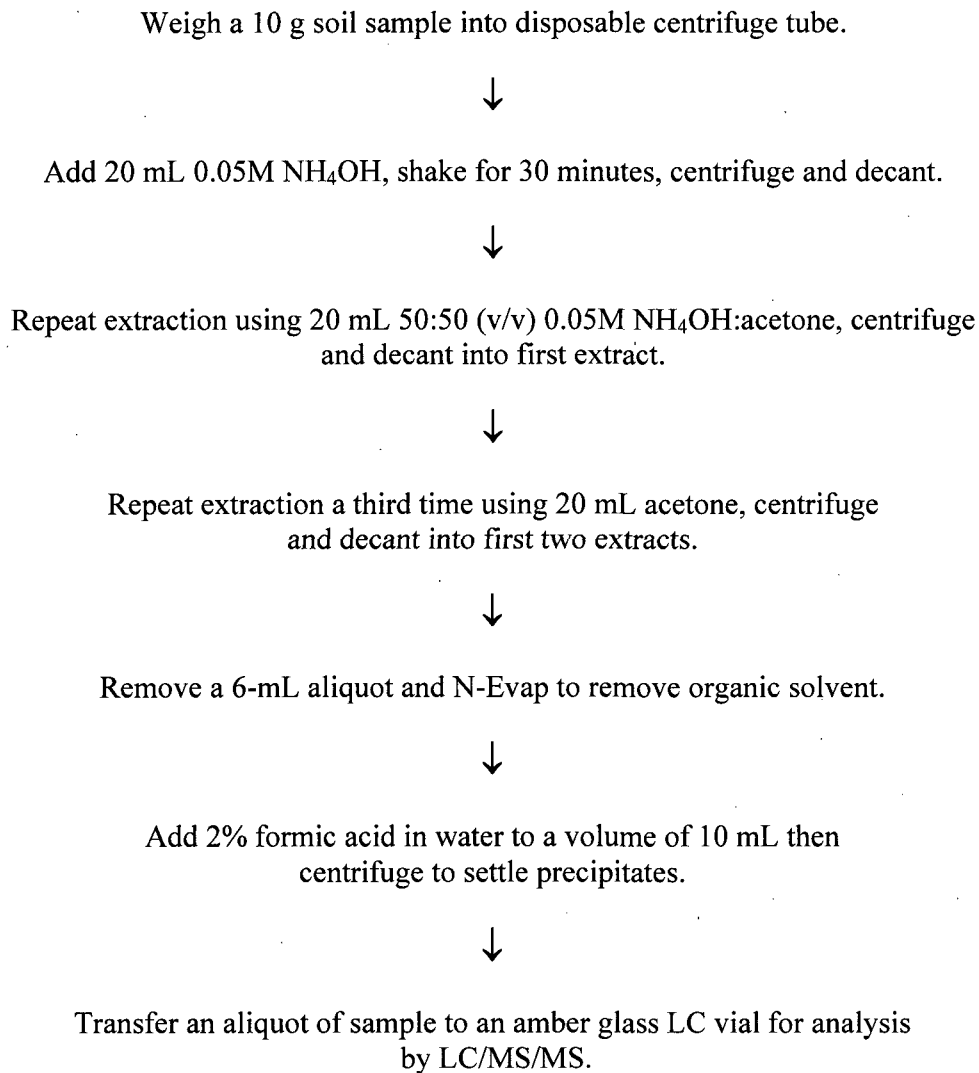 Weigh a 10 g soil sample into disposable centrifuge tube.
↓
Add 20 mL 0.05M NH₄OH, shake for 30 minutes, centrifuge and decant.
↓
Repeat extraction using 20 mL 50:50 (v/v) 0.05M NH₄OH:acetone, centrifuge
and decant into first extract.
↓
Repeat extraction a third time using 20 mL acetone, centrifuge
and decant into first two extracts.
↓
Remove a 6-mL aliquot and N-Evap to remove organic solvent.
↓
Add 2% formic acid in water to a volume of 10 mL then
centrifuge to settle precipitates.
↓
Transfer an aliquot of sample to an amber glass LC vial for analysis
by LC/MS/MS.